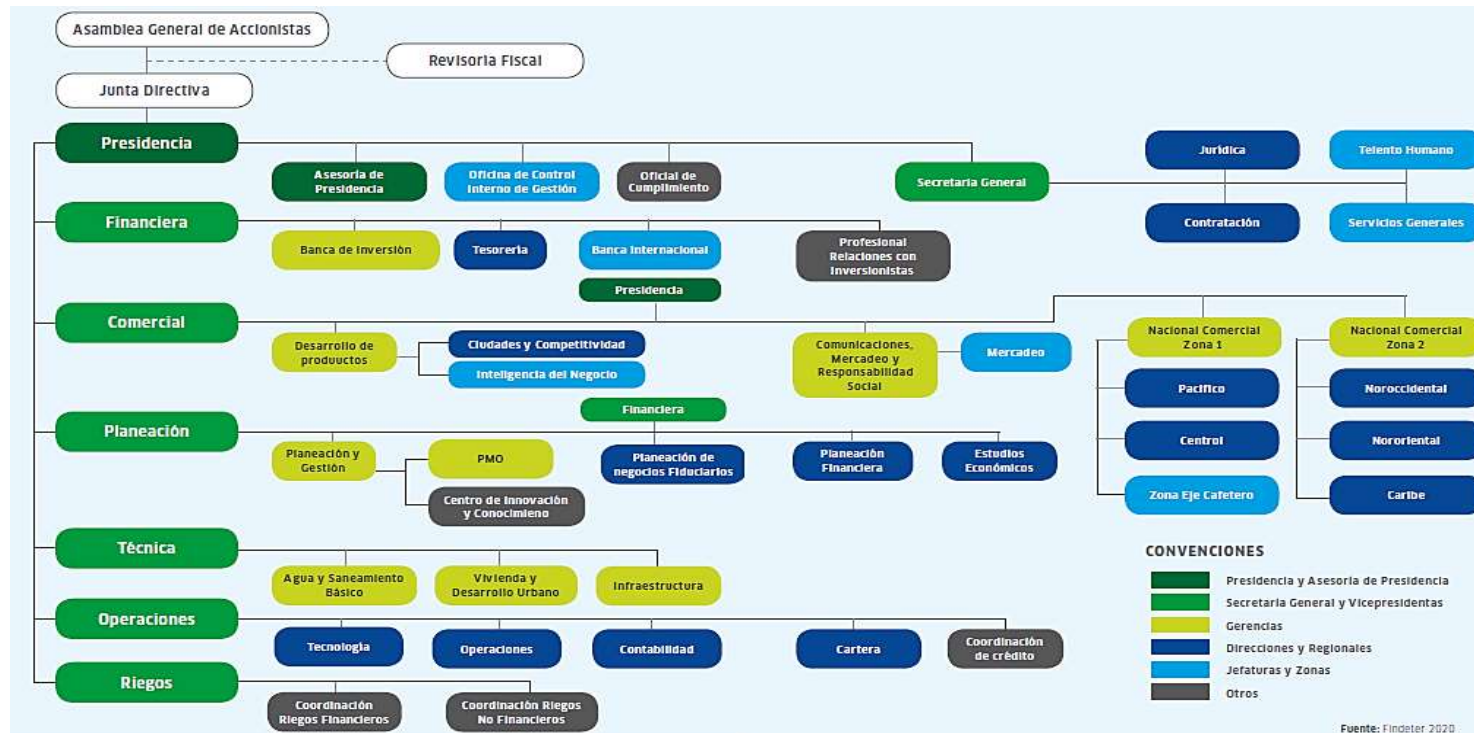 Asamblea General de Accionistas
Revisoria Fiscal
Junta Directiva
Presidencia
Asesoría de
Presidencia
Oficina de Control
Interno de Gestión
Oficial de
Cumplimiento
Secretaria General
Jurídica
Telento Humano
Contratación
Servicios Generales
Financiera
Banca de Inversión
Tesorería
Banca Internacional
Profesional
Relaciones con
Inversionistas
Presidencia
Comercial
Desarrollo de
produuctos
Ciudades y Competitividad
Inteligencia del Negocio
Comunicaciones,
Mercadeo y
Responsabilidad
Social
Mercadeo
Nacional Comercial
Zona 1
Pacífico
Central
Zona Eje Cafetero
Nacional Comercial
Zona 2
Noroccidental
Nororiental
Caribe
Financiera
Planeación
Planeación y
Gestión
PMO
Centro de Innovación
y Conocimieno
Planeación de
negocios Fiduciarios
Planeación
Financiera
Estudios
Económicos
Técnica
Agua y Saneamiento
Básico
Vivienda y
Desarrollo Urbano
Infraestructura
Operaciones
Tecnología
Operaciones
Contabilidad
Cartera
Coordinación
de crédito
Riegos
Coordinación
Riegos Financieros
Coordinación Riegos
No Financieros
CONVENCIONES
Presidencia y Asesoría de Presidencia
Secretaria General y Vicepresidentas
Gerencias
Direcciones y Regionales
Jefaturas y Zonas
Otros
Fuente: Findeter 2020